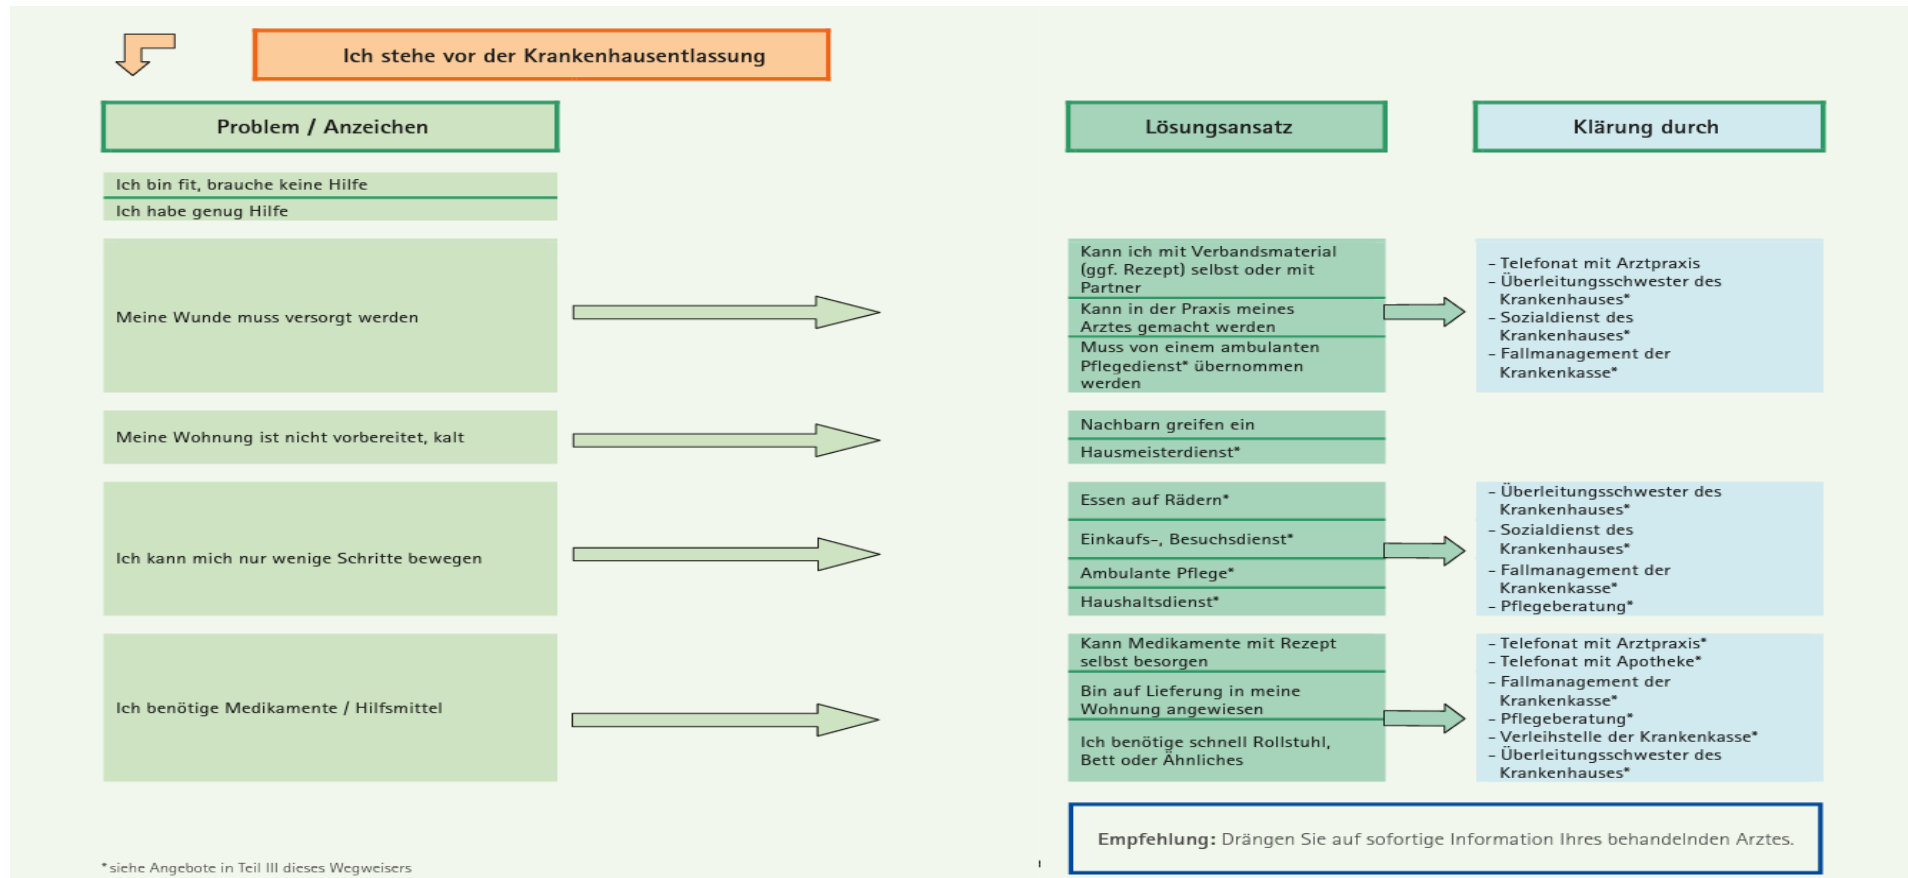 Ich stehe vor der Krankenhausentlassung
Problem / Anzeichen
Lösungsansatz
Klärung durch
Ich bin fit, brauche keine Hilfe
Ich habe genug Hilfe
Meine Wunde muss versorgt werden
Kann ich mit Verbandsmaterial
(ggf. Rezept) selbst oder mit
Partner
Kann in der Praxis meines
Arztes gemacht werden
Muss von einem ambulanten
Pflegedienst* übernommen
werden
– Telefonat mit Arztpraxis
– Überleitungsschwester des
Krankenhauses*
– Sozialdienst des
Krankenhauses*
– Fallmanagement der
Krankenkasse*
Meine Wohnung ist nicht vorbereitet, kalt
Nachbarn greifen ein
Hausmeisterdienst*
Ich kann mich nur wenige Schritte bewegen
Essen auf Rädern*
Einkaufs-, Besuchsdienst*
Ambulante Pflege*
Haushaltsdienst*
– Überleitungsschwester des
Krankenhauses*
– Sozialdienst des
Krankenhauses*
– Fallmanagement der
Krankenkasse*
– Pflegeberatung*
Ich benötige Medikamente / Hilfsmittel
Kann Medikamente mit Rezept
selbst besorgen
Bin auf Lieferung in meine
Wohnung angewiesen
Ich benötige schnell Rollstuhl,
Bett oder Ähnliches
– Telefonat mit Arztpraxis*
– Telefonat mit Apotheke*
– Fallmanagement der
Krankenkasse*
– Pflegeberatung*
– Verleihstelle der Krankenkasse*
– Überleitungsschwester des
Krankenhauses*
Empfehlung: Drängen Sie auf sofortige Information Ihres behandelnden Arztes.
* siehe Angebote in Teil III dieses Wegweisers